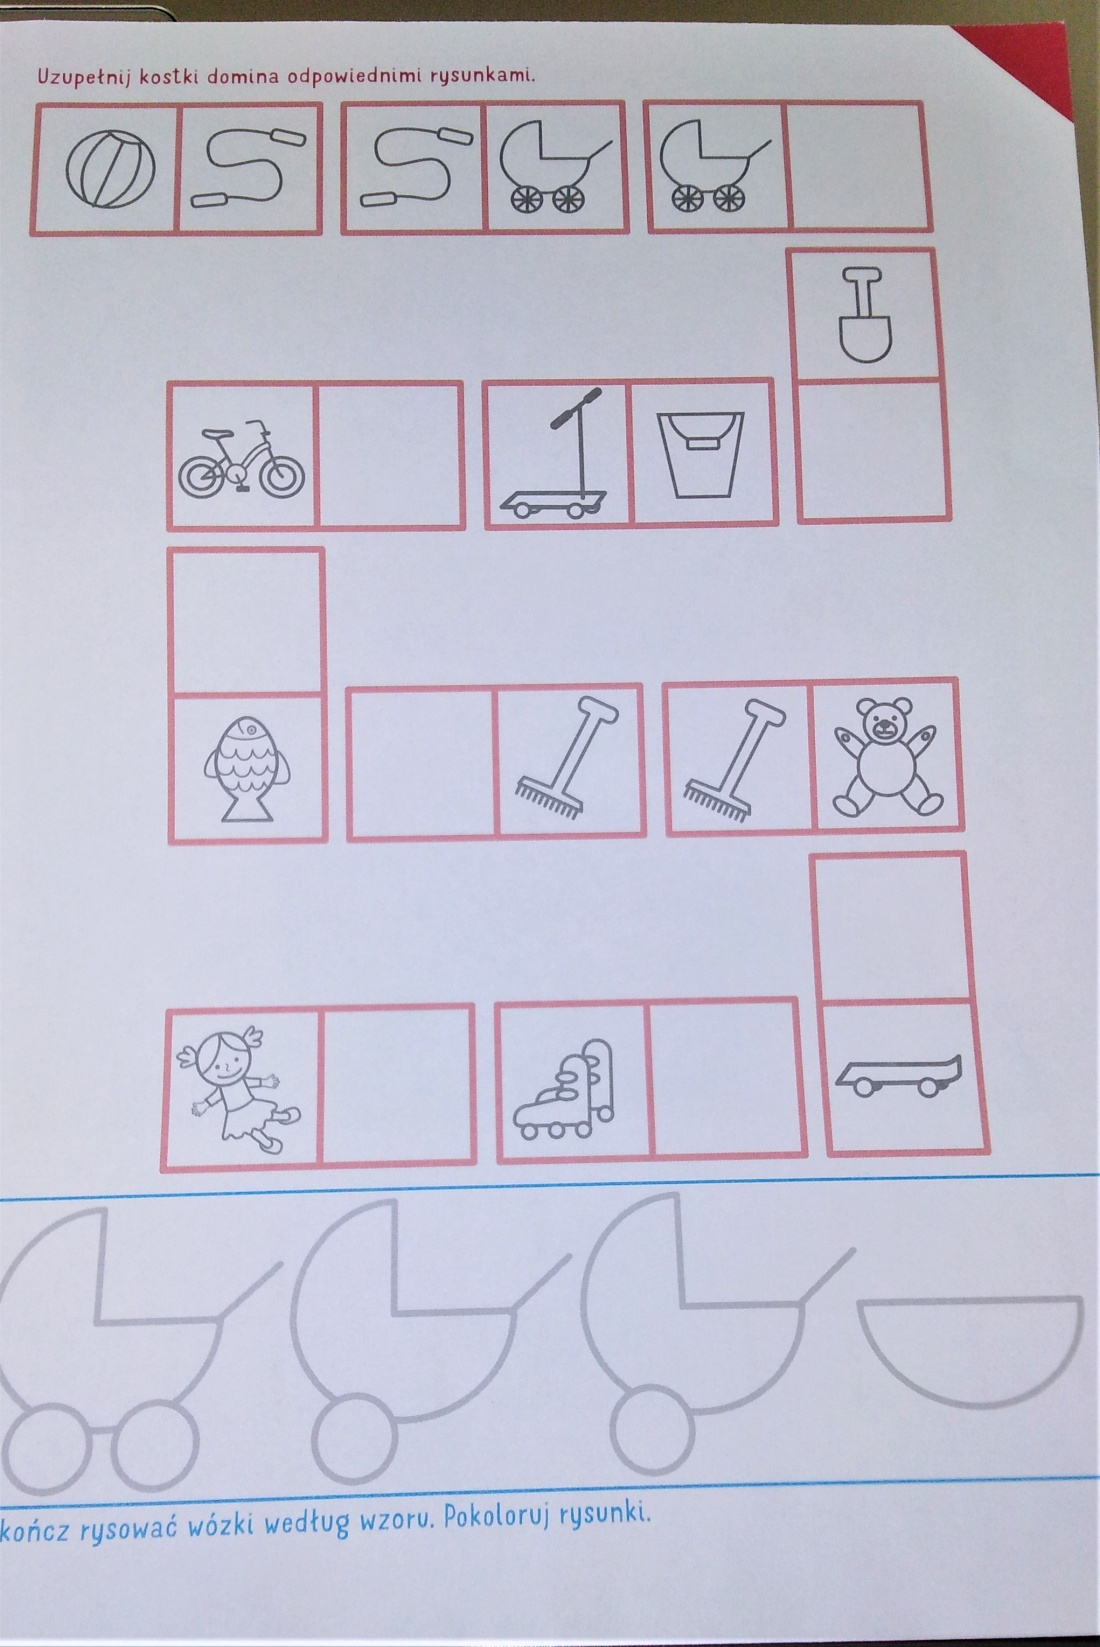 Uzupełnij kostki domina odpowiednimi rysunkami.
kończ rysować wózki według wzoru. Pokoloruj rysunki.